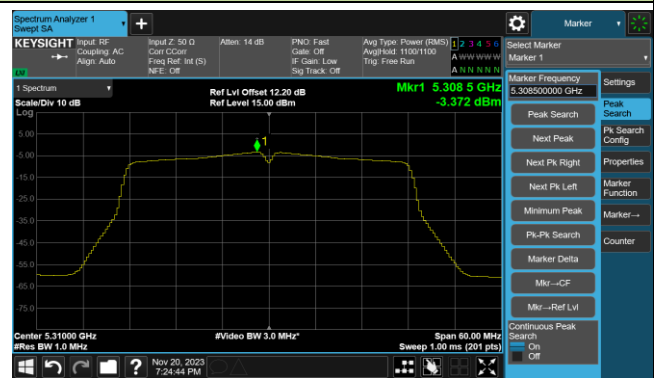 Spectrum Analyzer 1
Swept SA
Marker
KEYSIGHT
Input: RF
Coupling: AC
Align: Auto
Input Z: 50 Ω
Corr CCorr
Freq Ref: Int (S)
NFE: Off
Atten: 14 dB
PNO: Fast
Gate: Off
IF Gain: Low
Sig Track: Off
Avg Type: Power (RMS)
Avg|Hold: 1100/1100
Trig: Free Run
1 2 3 4 5 6
A W W W W W
A N N N N N
LXI
Select Marker
Marker 1
1 Spectrum
Scale/Div 10 dB
Log
Ref Lvl Offset 12.20 dB
Ref Level 15.00 dBm
Mkr1 5.308 5 GHz
-3.372 dBm
1
5.00
-5.00
-15.0
-25.0
-35.0
-45.0
-55.0
-65.0
-75.0
Center 5.31000 GHz
#Res BW 1.0 MHz
#Video BW 3.0 MHz*
Span 60.00 MHz
Sweep 1.00 ms (201 pts)
Marker Frequency
5.308500000 GHz
Peak Search
Next Peak
Next Pk Right
Next Pk Left
Minimum Peak
Pk-Pk Search
Marker Delta
Mkr→CF
Mkr→Ref Lvl
Continuous Peak
Search
On
Off
Settings
Peak
Search
Pk Search
Config
Properties
Marker
Function
Marker→
Counter
?
Nov 20, 2023
7:24:44 PM